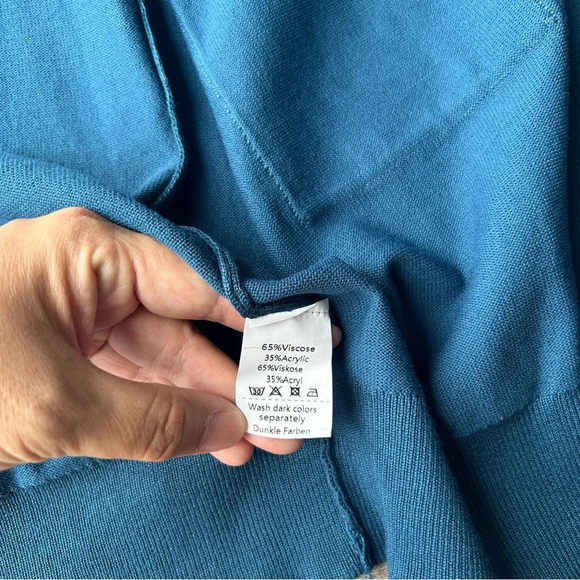 65%Viscose
35%Acrylic
65%Viskose
35%Acryl
Wash dark colors
separately
Dunkle Farben